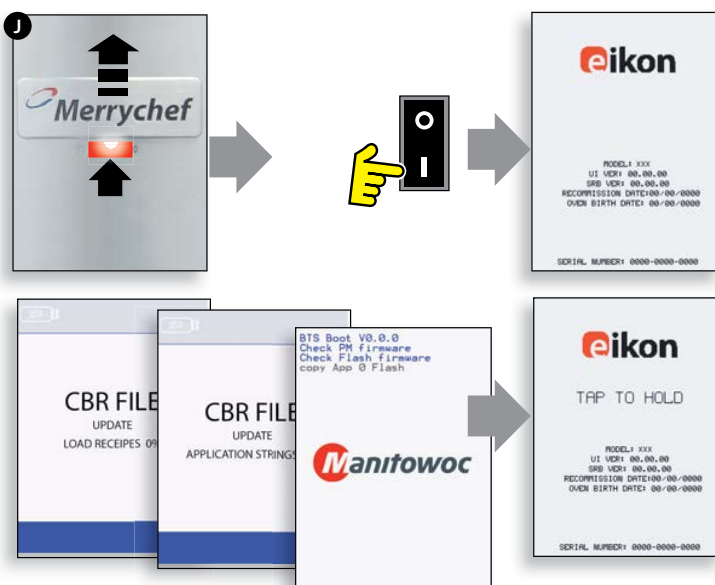 J
Merrychef
eikon
MODEL: XXX
UI VER: 00.00.00
SRB VER: 00.00.00
RECOMMISSION DATE:00/00/0000
OVEN BIRTH DATE: 00/00/0000
SERIAL NUMBER: 0000-0000-0000
CBR FILE
UPDATE
LOAD RECEIPES 0%
CBR FILE
UPDATE
APPLICATION STRINGS
BTS Boot V0.0.0
Check PM firmware
Check Flash firmware
copy App 0 Flash
Manitowoc
eikon
TAP TO HOLD
MODEL: XXX
UI VER: 00.00.00
SRB VER: 00.00.00
RECOMMISSION DATE:00/00/0000
OVEN BIRTH DATE: 00/00/0000
SERIAL NUMBER: 0000-0000-0000